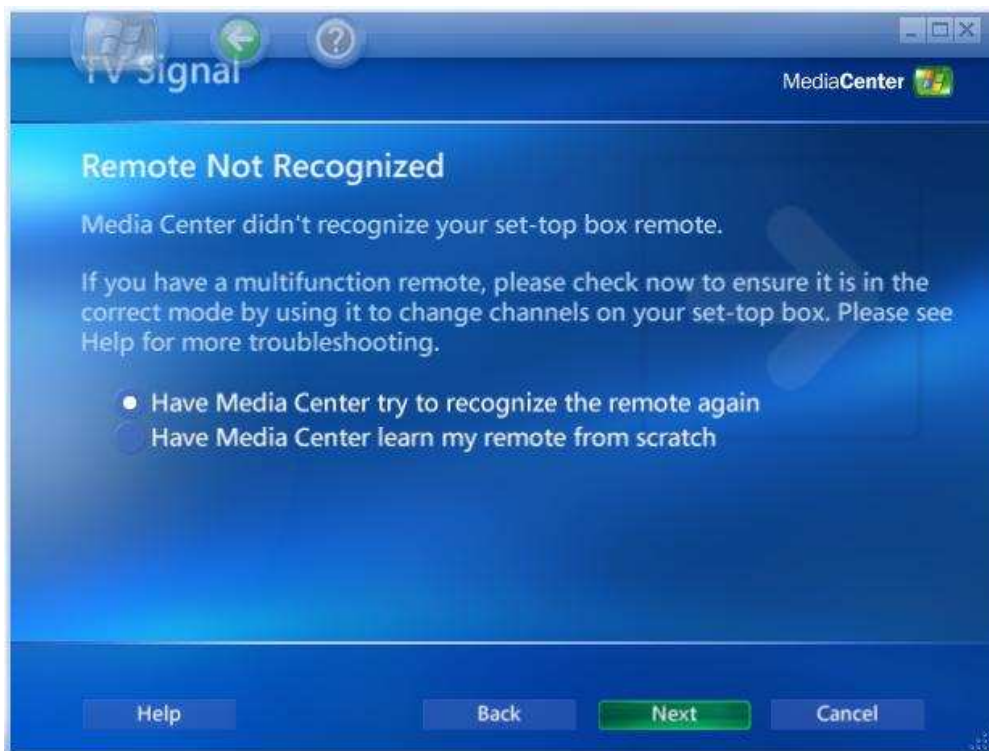 TV Signal
MediaCenter
Remote Not Recognized
Media Center didn't recognize your set-top box remote.
If you have a multifunction remote, please check now to ensure it is in the
correct mode by using it to change channels on your set-top box. Please see
Help for more troubleshooting.
Have Media Center try to recognize the remote again
Have Media Center learn my remote from scratch
Help
Back
Next
Cancel